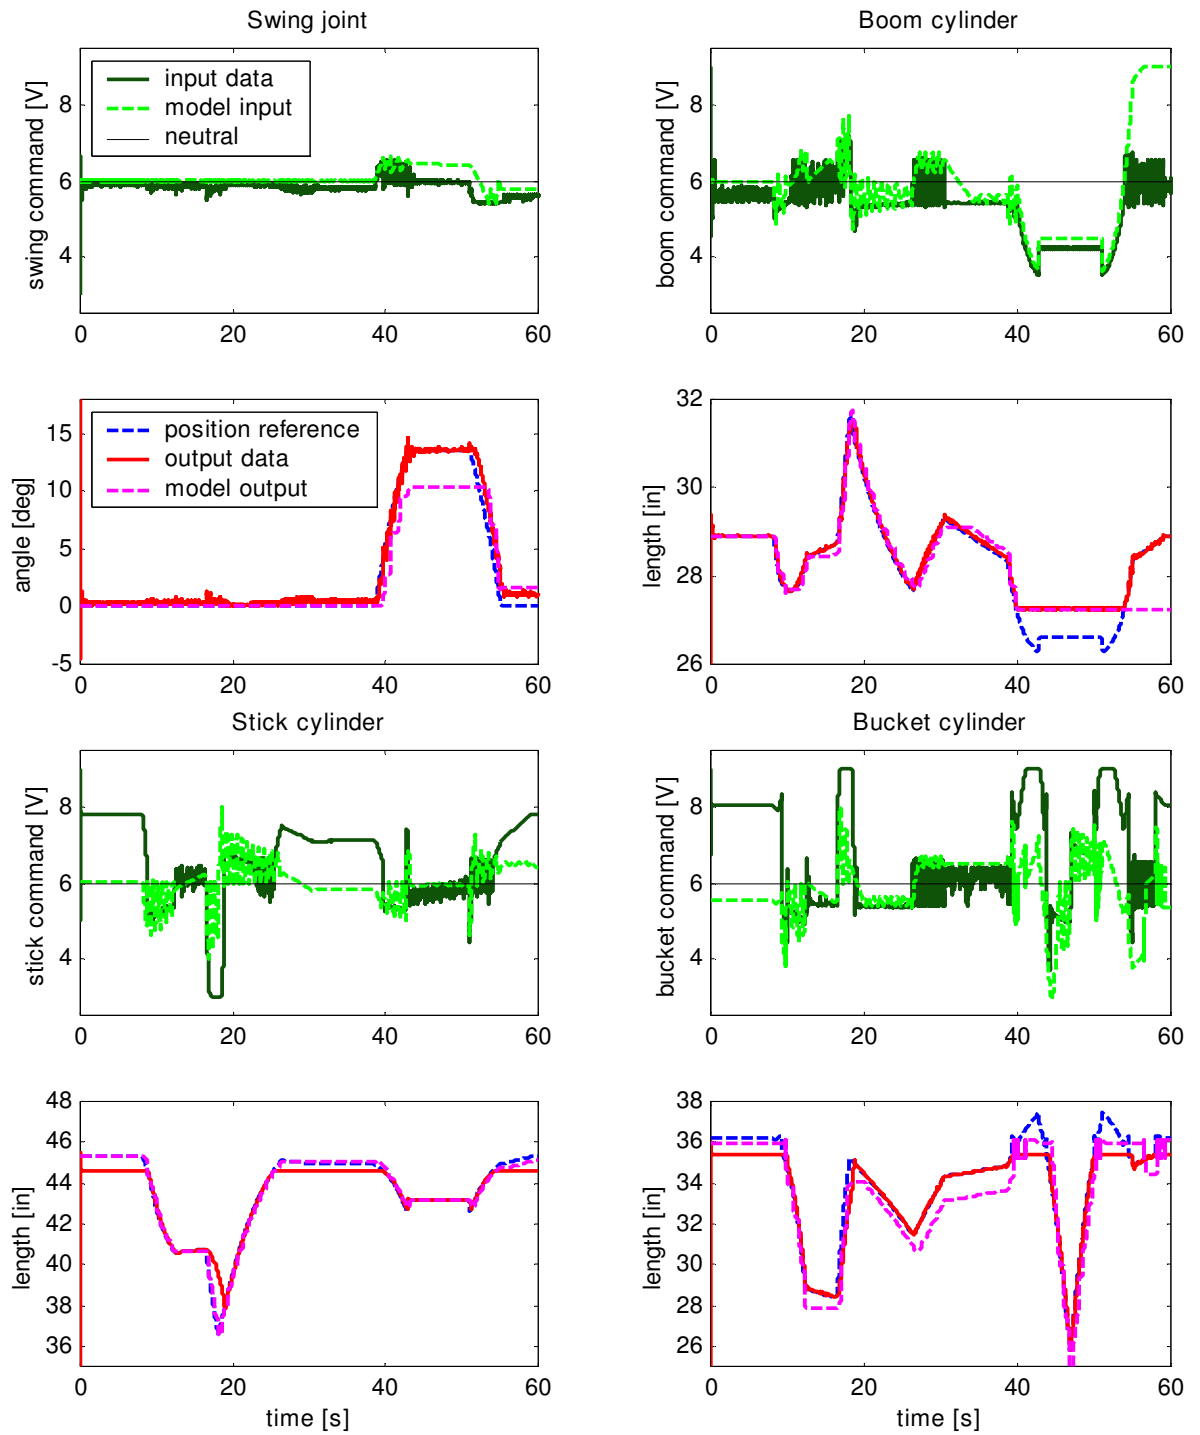 Swing joint
Boom cylinder
swing command [V]
8
6
4
input data
model input
neutral
0 20 40 60
boom command [V]
8
6
4
0 20 40 60
angle [deg]
15
10
5
0
-5
position reference
output data
model output
0 20 40 60
length [in]
32
30
28
26
0 20 40 60
Stick cylinder
Bucket cylinder
stick command [V]
8
6
4
0 20 40 60
bucket command [V]
8
6
4
0 20 40 60
length [in]
48
46
44
42
40
38
36
0 20 40 60
time [s]
length [in]
38
36
34
32
30
28
26
0 20 40 60
time [s]